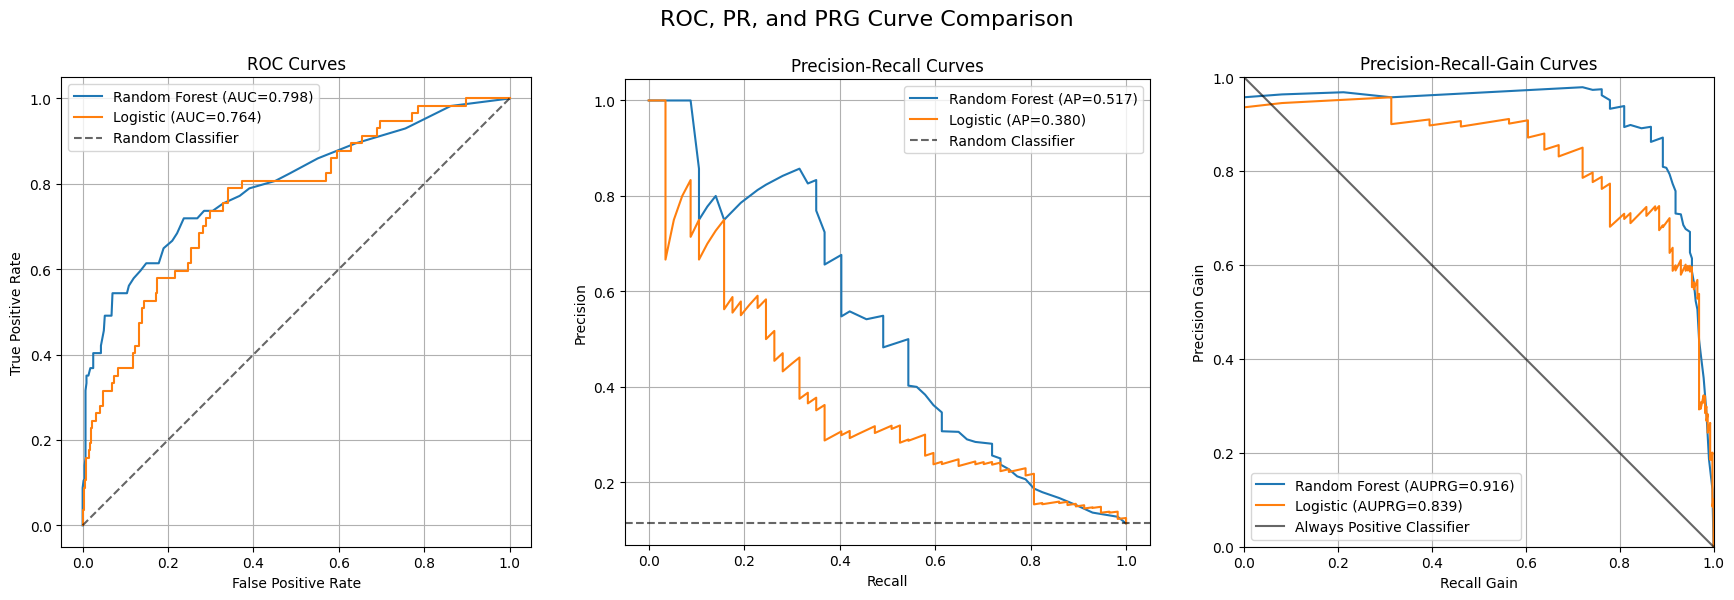 ROC, PR, and PRG Curve Comparison
ROC Curves
True Positive Rate
1.0
0.8
0.6
0.4
0.2
0.0
Random Forest (AUC=0.798)
Logistic (AUC=0.764)
Random Classifier
0.0 0.2 0.4 0.6 0.8 1.0
False Positive Rate
Precision-Recall Curves
Precision
1.0
0.8
0.6
0.4
0.2
Random Forest (AP=0.517)
Logistic (AP=0.380)
Random Classifier
0.0 0.2 0.4 0.6 0.8 1.0
Recall
Precision-Recall-Gain Curves
Precision Gain
1.0
0.8
0.6
0.4
0.2
0.0
Random Forest (AUPRG=0.916)
Logistic (AUPRG=0.839)
Always Positive Classifier
0.0 0.2 0.4 0.6 0.8 1.0
Recall Gain